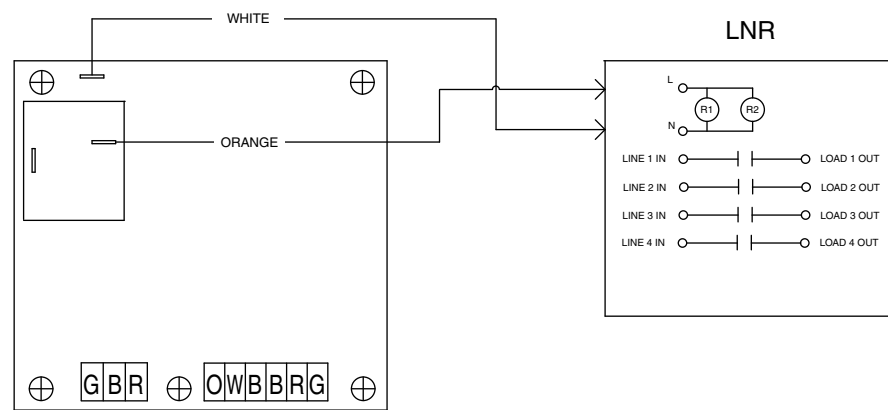 WHITE
LNR
L
R1 R2
N
ORANGE
LINE 1 IN LOAD 1 OUT
LINE 2 IN LOAD 2 OUT
LINE 3 IN LOAD 3 OUT
LINE 4 IN LOAD 4 OUT
G B R O W B B R G